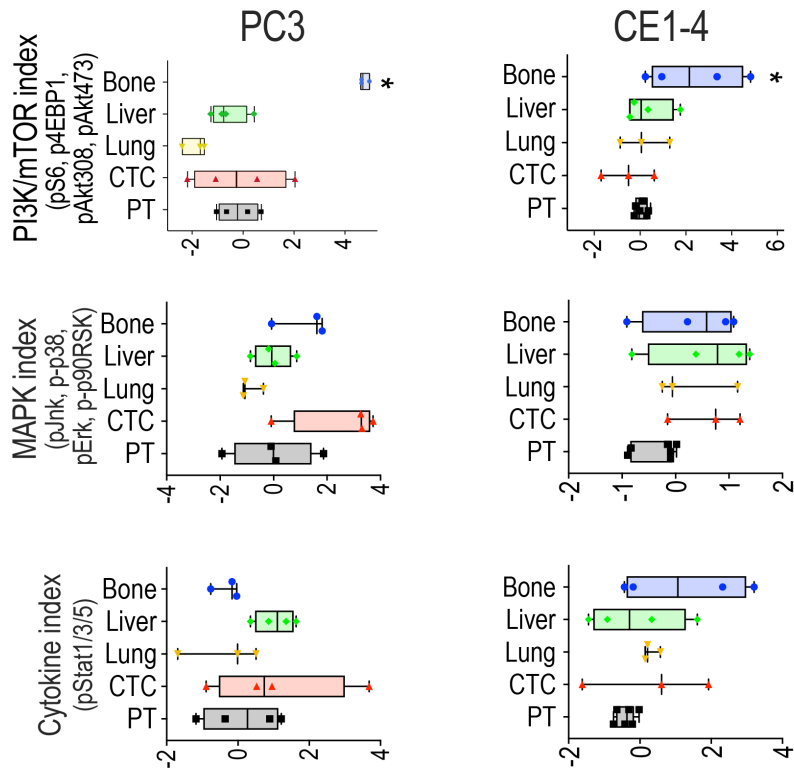 PC3
CE1-4
PI3K/mTOR index
(pS6, p4EBP1,
pAkt308, pAkt473)
Bone
*
Liver
Lung
CTC
PT
-2
0
2
4
Bone
*
Liver
Lung
CTC
PT
-2
0
2
4
6
MAPK index
(pJnk, p-p38,
pErk, p-p90RSK)
Bone
Liver
Lung
CTC
PT
-4
-2
0
2
4
Bone
Liver
Lung
CTC
PT
-2
-1
0
1
2
Cytokine index
(pStat1/3/5)
Bone
Liver
Lung
CTC
PT
-2
0
2
4
Bone
Liver
Lung
CTC
PT
-2
0
2
4